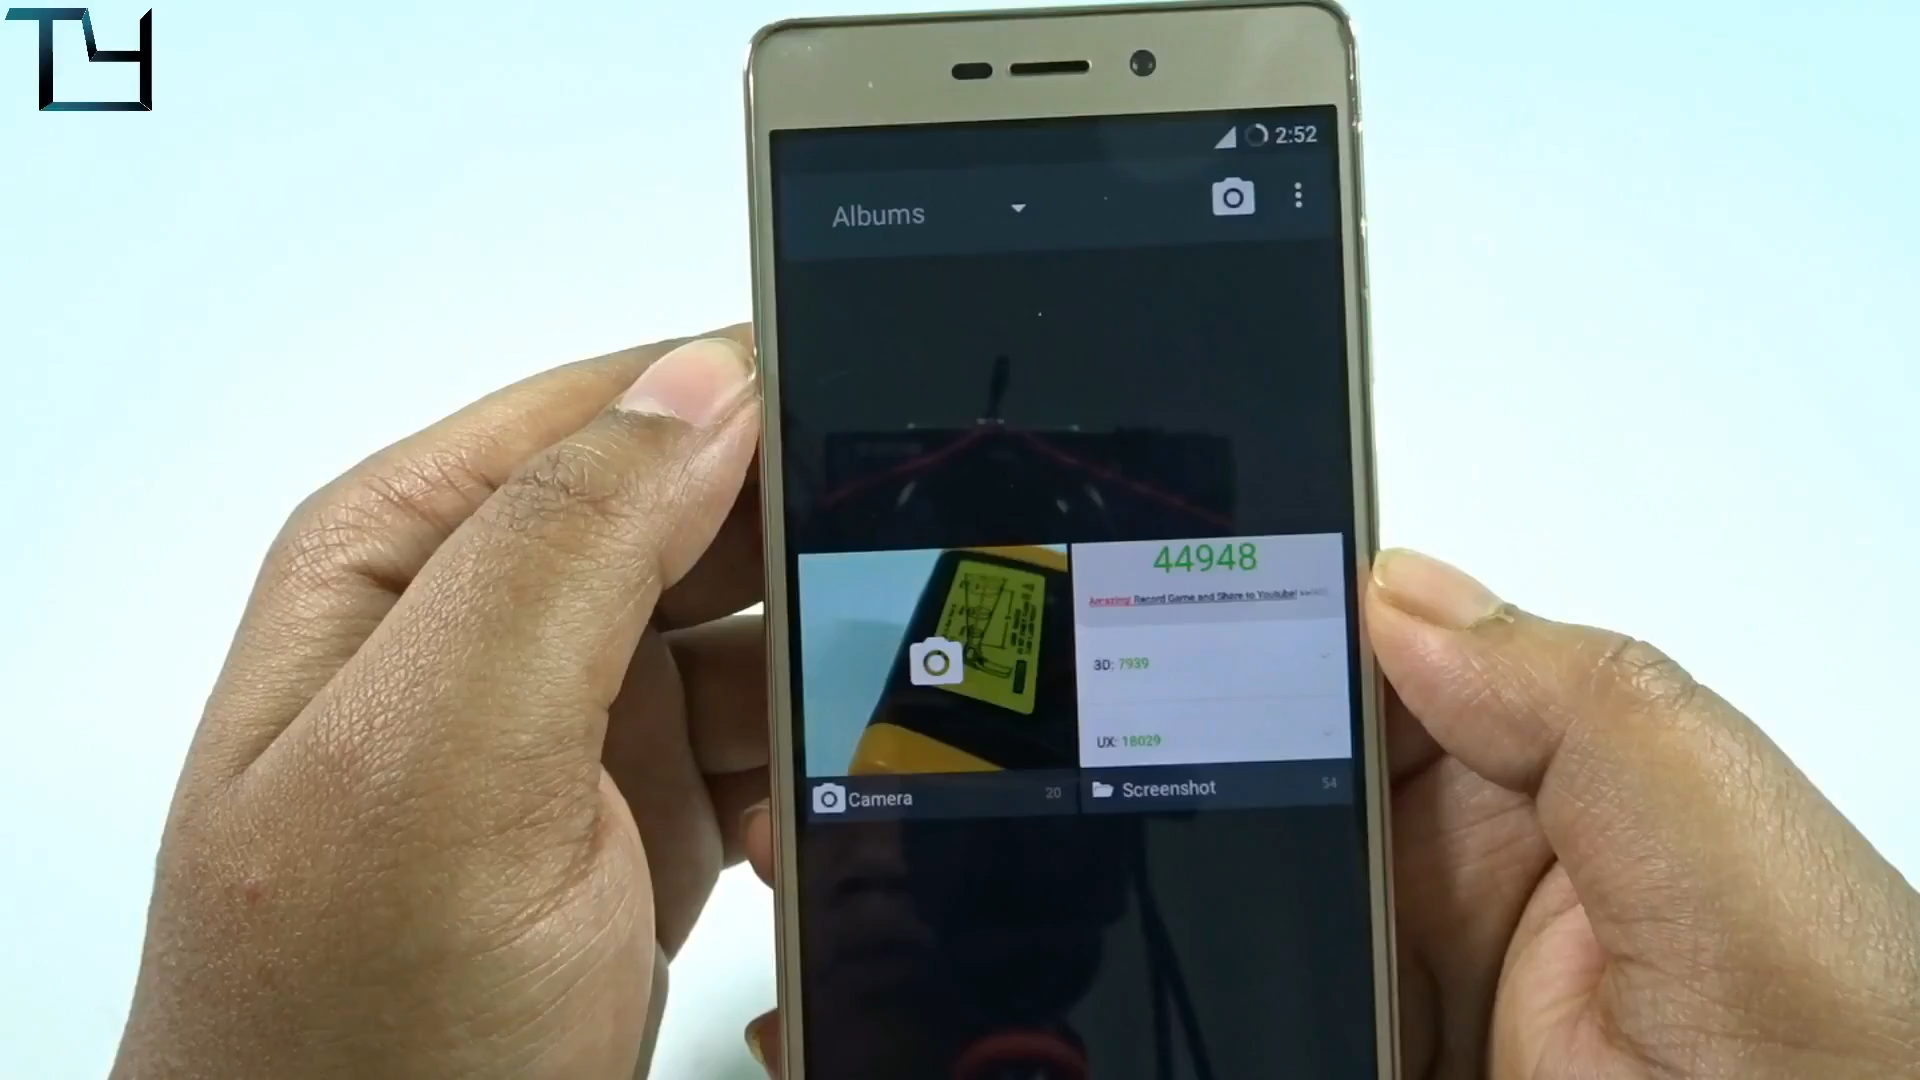 TY
2:52
Albums
44948
Amazing! Record Game and Share to Youtube!
3D: 7939
UX: 18029
Camera 20
Screenshot 54